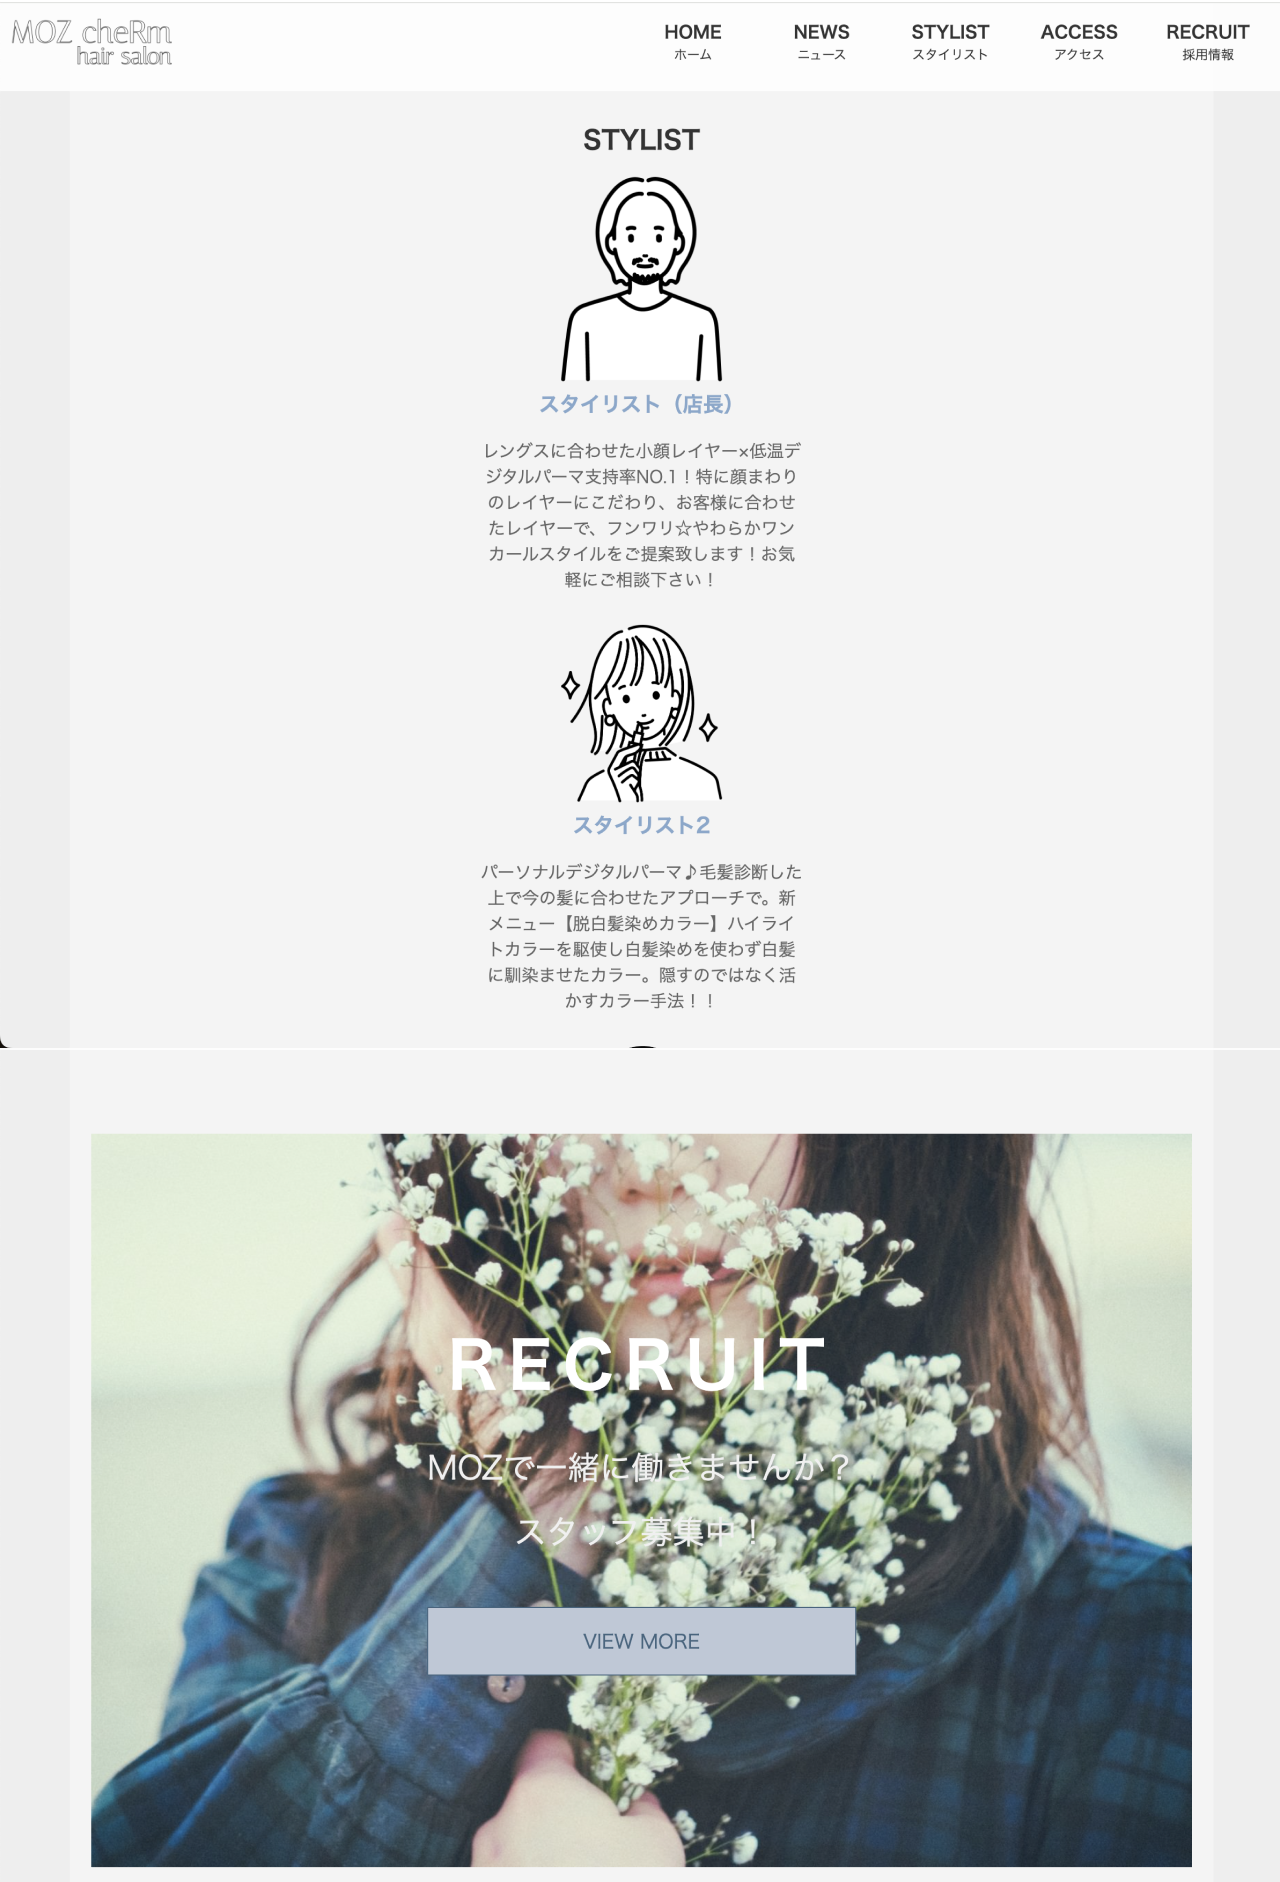 MOZ cheRm
hair salon
HOME
ホーム
NEWS
ニュース
STYLIST
スタイリスト
ACCESS
アクセス
RECRUIT
採用情報
STYLIST
スタイリスト（店長）
レングスに合わせた小顔レイヤー×低温デ
ジタルパーマ支持率NO.1！特に顔まわり
のレイヤーにこだわり、お客様に合わせ
たレイヤーで、フンワリ☆やわらかワン
カールスタイルをご提案致します！お気
軽にご相談下さい！
スタイリスト2
パーソナルデジタルパーマ♪毛髪診断した
上で今の髪に合わせたアプローチで。新
メニュー【脱白髪染めカラー】ハイライ
トカラーを駆使し白髪染めを使わず白髪
に馴染ませたカラー。隠すのではなく活
かすカラー手法！！
RECRUIT
MOZで一緒に働きませんか？
スタッフ募集中！
VIEW MORE